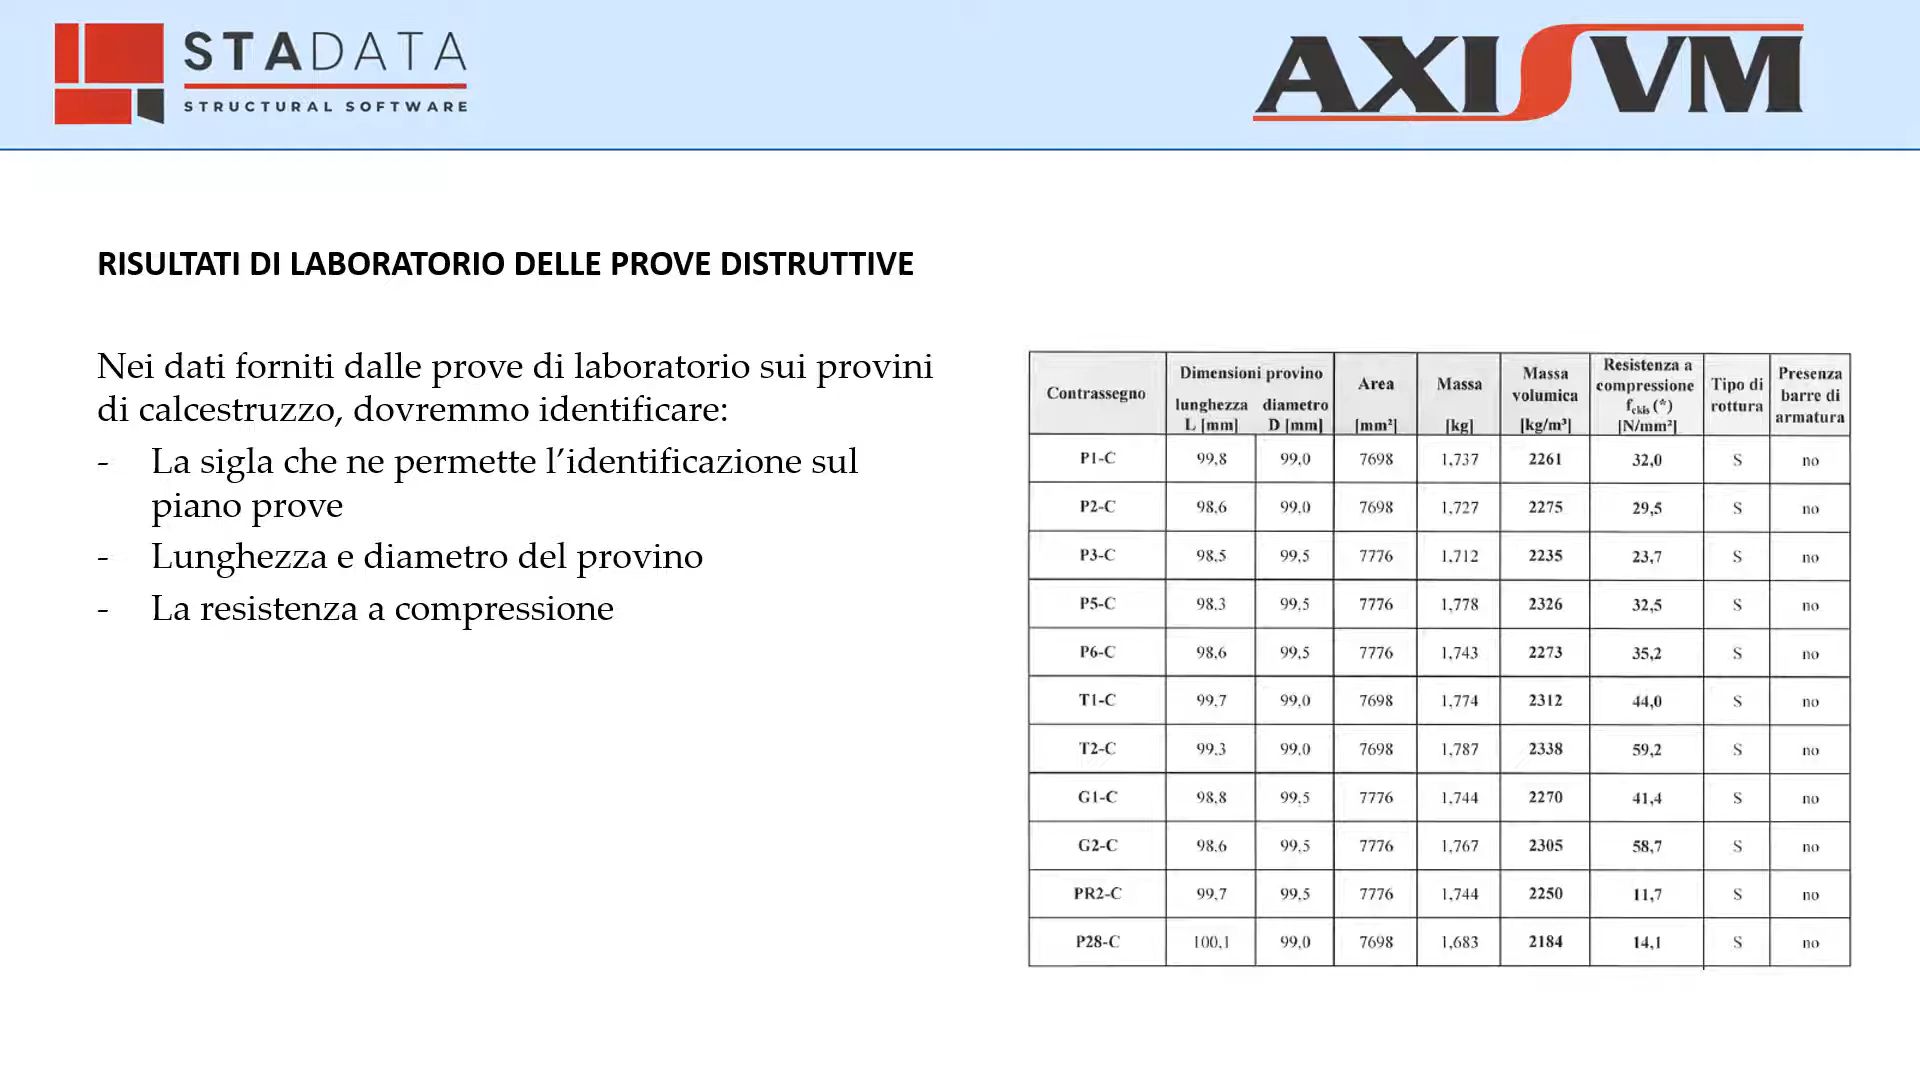 STADATA
STRUCTURAL SOFTWARE
AXISVM
RISULTATI DI LABORATORIO DELLE PROVE DISTRUTTIVE
Nei dati forniti dalle prove di laboratorio sui provini
di calcestruzzo, dovremmo identificare:
- La sigla che ne permette l’identificazione sul
piano prove
- Lunghezza e diametro del provino
- La resistenza a compressione
Contrassegno Dimensioni provino lunghezza L [mm] diametro D [mm] Area [mm²] Massa [kg] Massa volumica [kg/m³] Resistenza a compressione fckis (*) [N/mm²] Tipo di rottura Presenza barre di armatura
P1-C 99,8 99,0 7698 1,737 2261 32,0 S no
P2-C 98,6 99,0 7698 1,727 2275 29,5 S no
P3-C 98,5 99,5 7776 1,712 2235 23,7 S no
P5-C 98,3 99,5 7776 1,778 2326 32,5 S no
P6-C 98,6 99,5 7776 1,743 2273 35,2 S no
T1-C 99,7 99,0 7698 1,774 2312 44,0 S no
T2-C 99,3 99,0 7698 1,787 2338 59,2 S no
G1-C 98,8 99,5 7776 1,744 2270 41,4 S no
G2-C 98,6 99,5 7776 1,767 2305 58,7 S no
PR2-C 99,7 99,5 7776 1,744 2250 11,7 S no
P28-C 100,1 99,0 7698 1,683 2184 14,1 S no